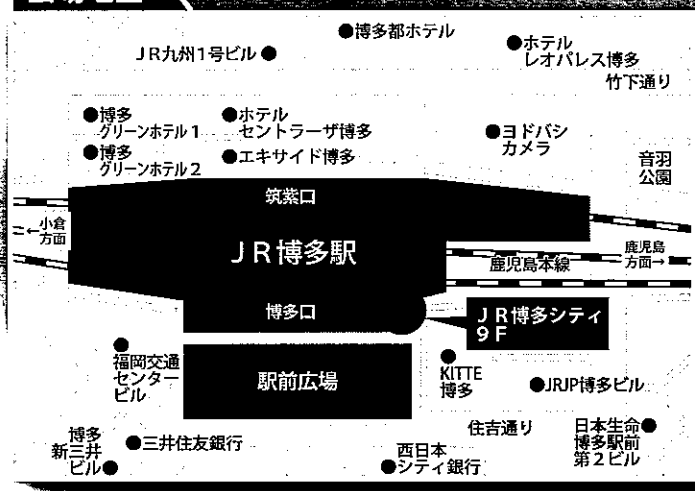 博多都ホテル
JR九州1号ビル
ホテル
レオパレス博多
竹下通り
博多
グリーンホテル1
ホテル
セントラーザ博多
ヨドバシ
カメラ
博多
グリーンホテル2
エキサイド博多
音羽
公園
筑紫口
←小倉
方面
JR博多駅
鹿児島本線
鹿児島
方面→
博多口
JR博多シティ
9F
福岡交通
センター
ビル
駅前広場
KITTE
博多
JRJP博多ビル
住吉通り
日本生命
博多駅前
第2ビル
博多
新三井
ビル
三井住友銀行
西日本
シティ銀行